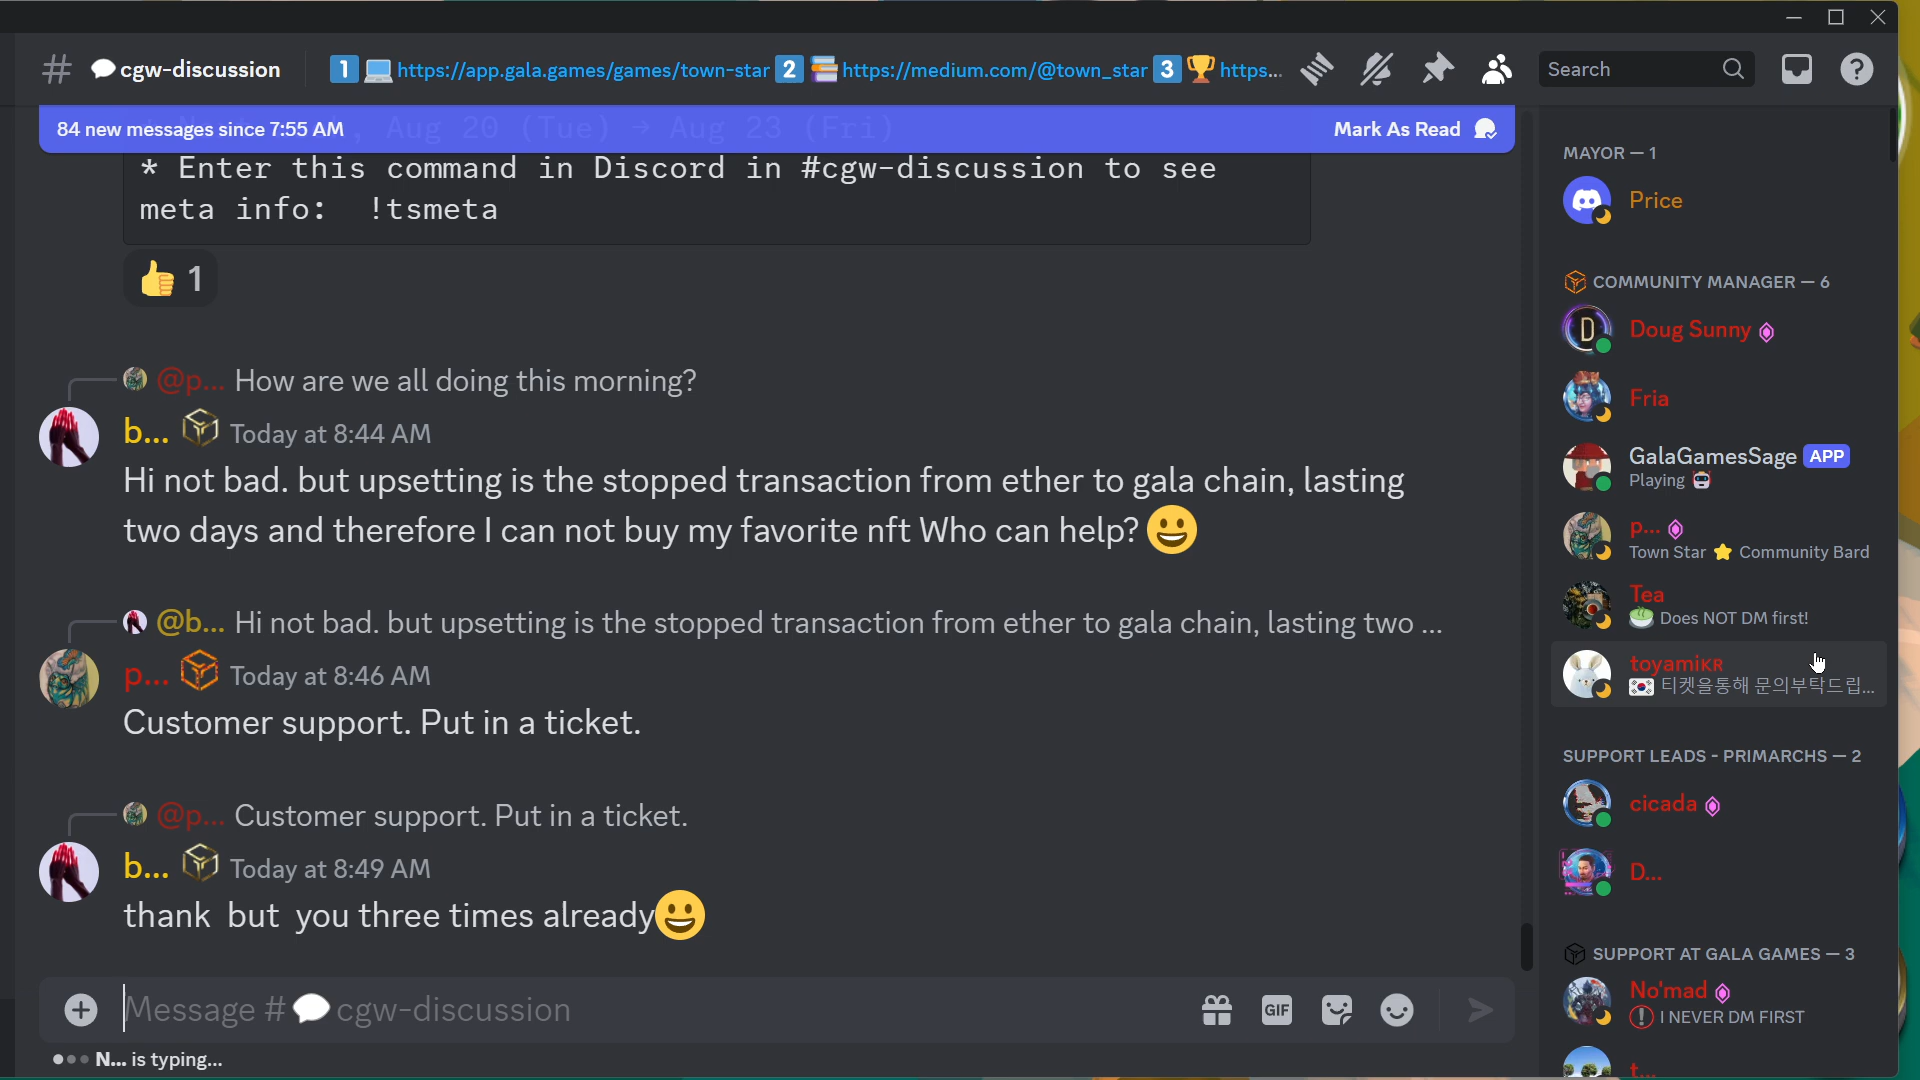 cgw-discussion
1 https://app.gala.games/games/town-star 2 https://medium.com/@town_star 3 https...
Search
84 new messages since 7:55 AM
Mark As Read
Aug 20 (Tue) → Aug 23 (Fri)
* Enter this command in Discord in #cgw-discussion to see
meta info: !tsmeta
👍 1
@p... How are we all doing this morning?
b... Today at 8:44 AM
Hi not bad. but upsetting is the stopped transaction from ether to gala chain, lasting
two days and therefore I can not buy my favorite nft Who can help?😀
@b... Hi not bad. but upsetting is the stopped transaction from ether to gala chain, lasting two ...
p... Today at 8:46 AM
Customer support. Put in a ticket.
@p... Customer support. Put in a ticket.
b... Today at 8:49 AM
thank but you three times already😀
Message #💬cgw-discussion
GIF
N... is typing...
MAYOR — 1
Price
COMMUNITY MANAGER — 6
D
Doug Sunny
Fria
GalaGamesSage APP
Playing
p...
Town Star ⭐ Community Bard
Tea
Does NOT DM first!
toyamiKR
티켓을통해 문의부탁드립...
SUPPORT LEADS - PRIMARCHS — 2
cicada
D...
SUPPORT AT GALA GAMES — 3
No'mad
I NEVER DM FIRST
t...